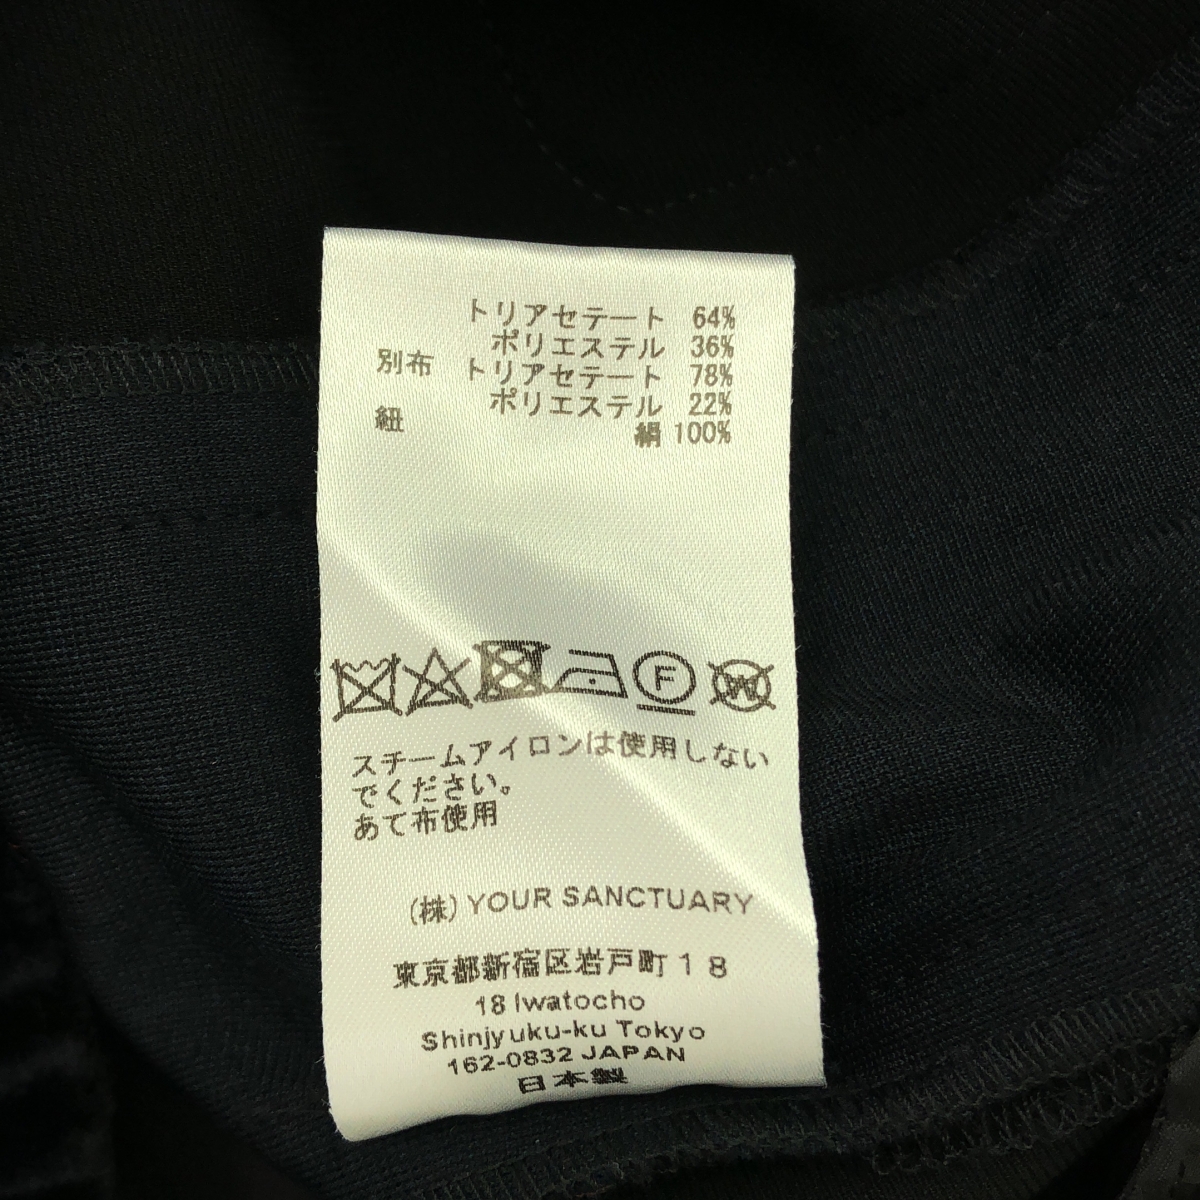 トリアセテート 64%
ポリエステル 36%
別布 トリアセテート 78%
ポリエステル 22%
紐 絹 100%
F W
スチームアイロンは使用しない
でください。
あて布使用
(株) YOUR SANCTUARY
東京都新宿区岩戸町18
18 Iwatocho
Shinjyuku-ku Tokyo
162-0832 JAPAN
日本製